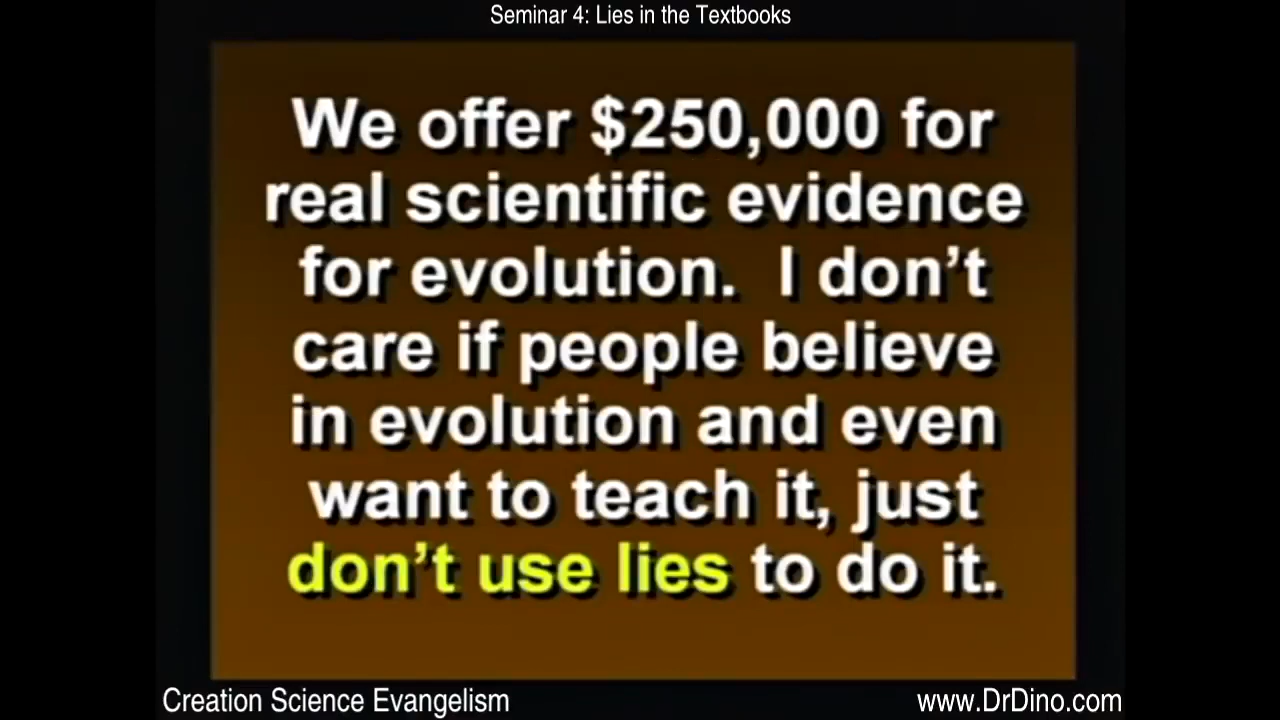 Seminar 4: Lies in the Textbooks
We offer $250,000 for
real scientific evidence
for evolution.  I don’t
care if people believe
in evolution and even
want to teach it, just
don’t use lies to do it.
Creation Science Evangelism
www.DrDino.com